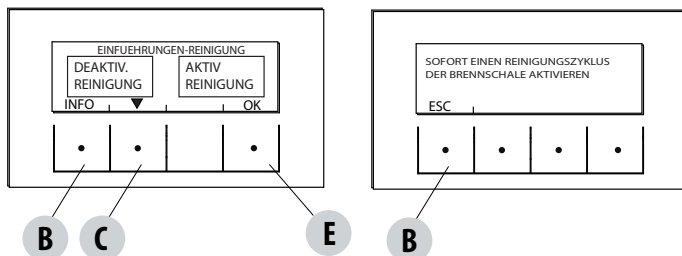 EINFUEHRUNGEN-REINIGUNG
DEAKTIV.
REINIGUNG
AKTIV
REINIGUNG
INFO
OK
B
C
E
SOFORT EINEN REINIGUNGSZYKLUS
DER BRENNSCHALE AKTIVIEREN
ESC
B